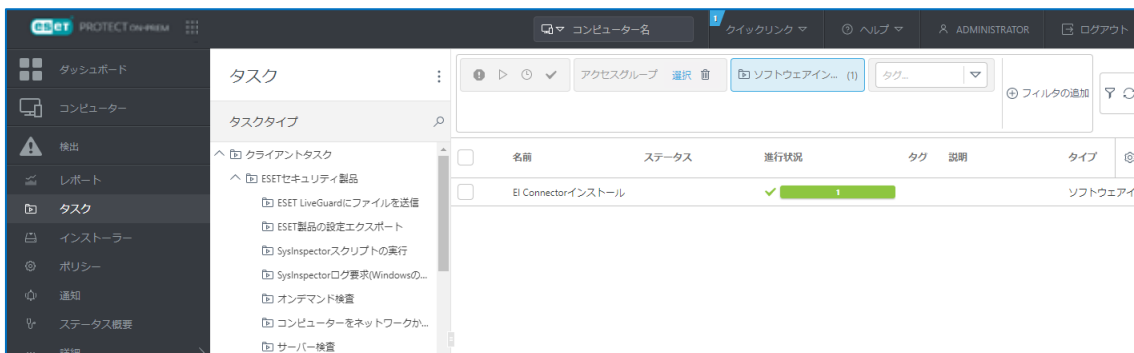 eset PROTECT ON-PREM
コンピューター名
1
クイックリンク
ヘルプ
ADMINISTRATOR
ログアウト
ダッシュボード
コンピューター
検出
レポート
タスク
インストーラー
ポリシー
通知
ステータス概要
詳細
タスク
タスクタイプ
クライアントタスク
ESETセキュリティ製品
ESET LiveGuardにファイルを送信
ESET製品の設定エクスポート
SysInspectorスクリプトの実行
SysInspectorログ要求(Windowsの...
オンデマンド検査
コンピューターをネットワークか...
サーバー検査
アクセスグループ 選択
ソフトウェアイン... (1)
タグ...
フィルタの追加
名前 ステータス 進行状況 タグ 説明 タイプ
EI Connectorインストール 1 ソフトウェアイ